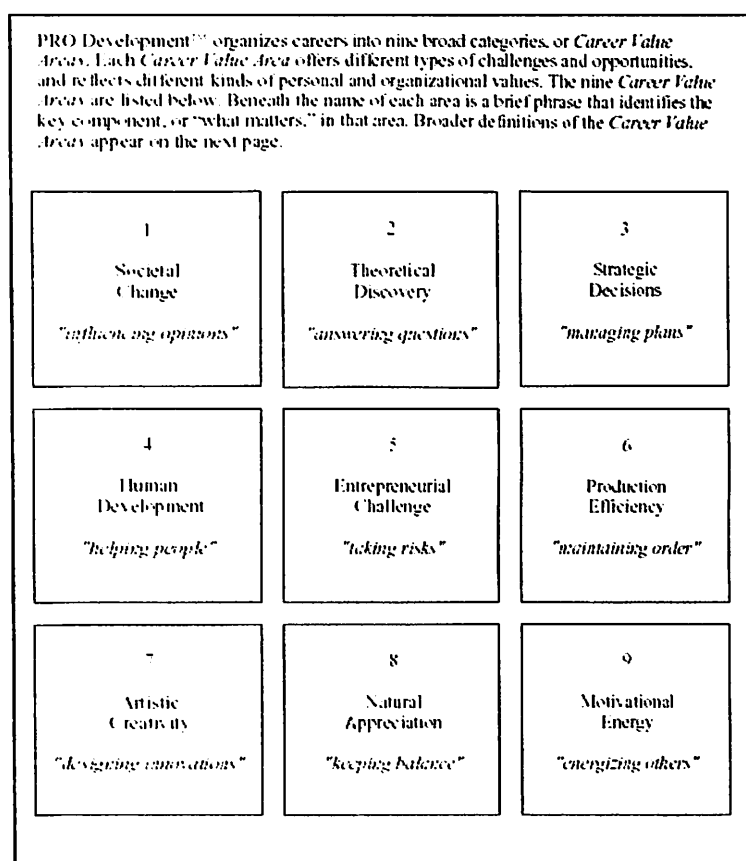 PRO Development™ organizes careers into nine broad categories, or Career Value
Areas. Each Career Value Area offers different types of challenges and opportunities,
and reflects different kinds of personal and organizational values. The nine Career Value
Areas are listed below. Beneath the name of each area is a brief phrase that identifies the
key component, or "what matters," in that area. Broader definitions of the Career Value
Areas appear on the next page.
1
Societal
Change
"influencing opinions"
2
Theoretical
Discovery
"answering questions"
3
Strategic
Decisions
"managing plans"
4
Human
Development
"helping people"
5
Entrepreneurial
Challenge
"taking risks"
6
Production
Efficiency
"maintaining order"
7
Artistic
Creativity
"designing innovations"
8
Natural
Appreciation
"keeping balance"
9
Motivational
Energy
"energizing others"